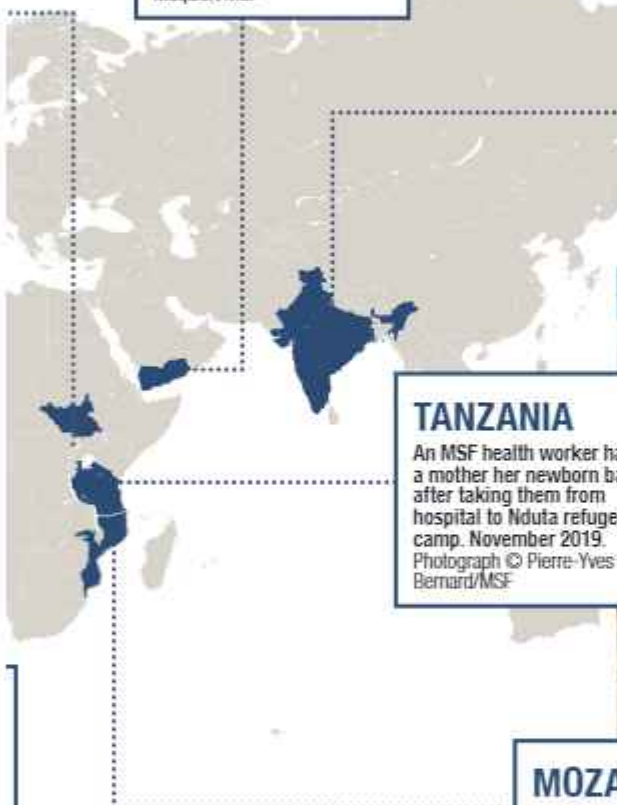 TANZANIA
An MSF health worker ha
a mother her newborn ba
after taking them from
hospital to Nduta refuge
camp. November 2019.
Photograph © Pierre-Yves
Bernard/MSF
MOZA